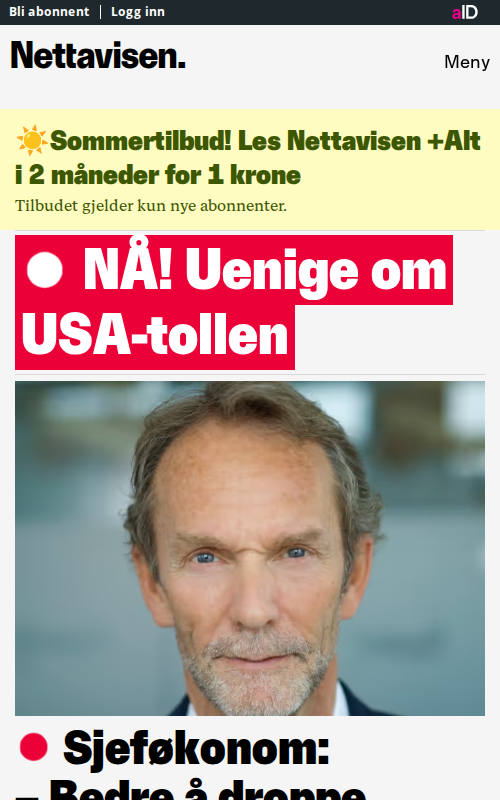 Bli abonnent | Logg inn
aID
Nettavisen.
Meny
Sommertilbud! Les Nettavisen +Alt
i 2 måneder for 1 krone
Tilbudet gjelder kun nye abonnenter.
NÅ! Uenige om
USA-tollen
Sjeføkonom:
– Bedre å droppe